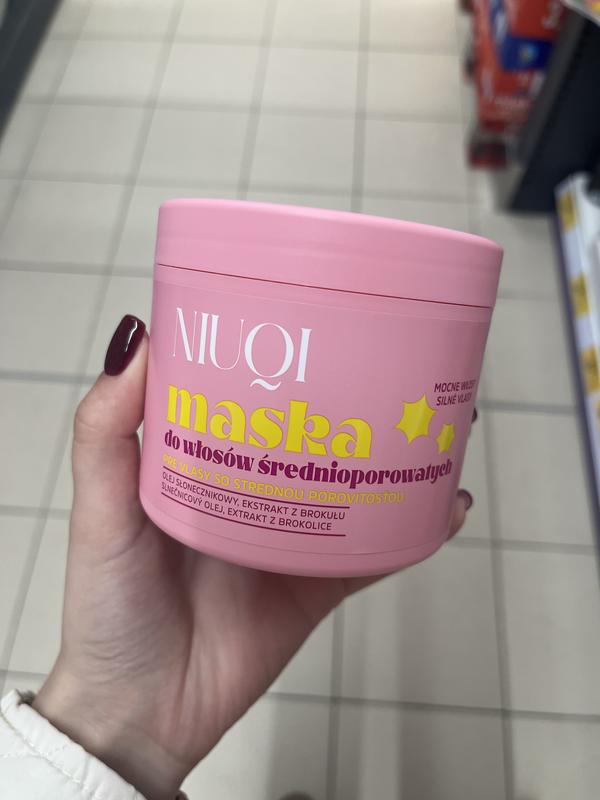 NIUQI
maska
do włosów średnioporowatych
PRE VLASY SO STREDNOU POROVITOSŤOU
OLEJ SŁONECZNIKOWY, EKSTRAKT Z BROKUŁU
SLNEČNICOVÝ OLEJ, EXTRAKT Z BROKOLICE
MOCNE
SILNÉ VLASY